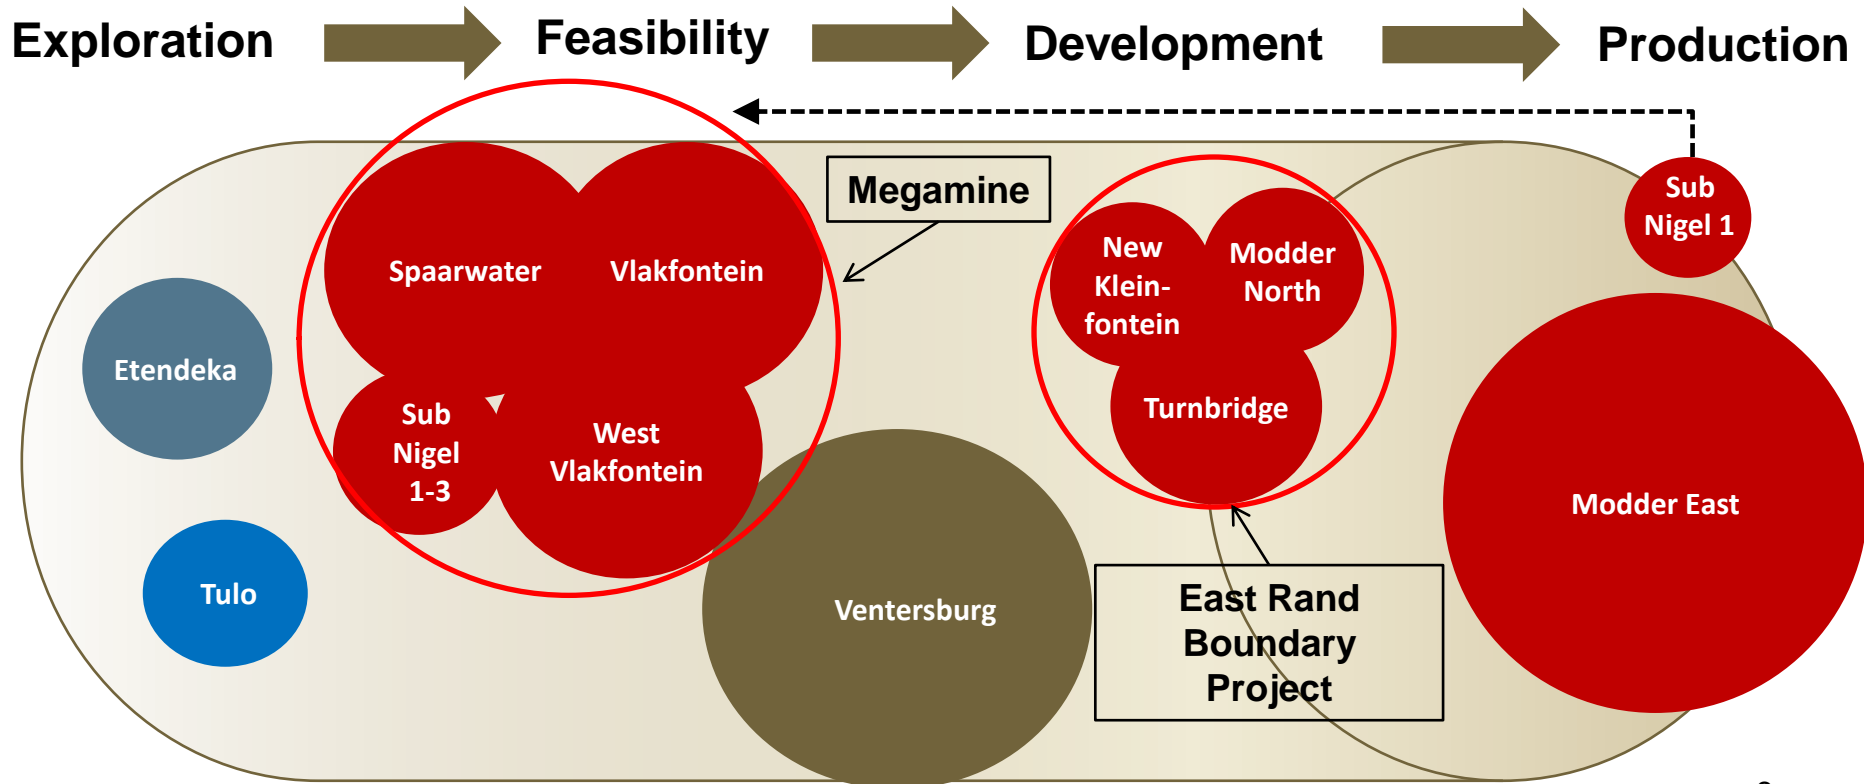 Exploration
Feasibility
Development
Production
Megamine
Sub
Nigel 1
Spaarwater
Vlakfontein
New
Klein-
fontein
Modder
North
Etendeka
Turnbridge
Sub
Nigel
1-3
West
Vlakfontein
Modder East
Tulo
Ventersburg
East Rand
Boundary
Project